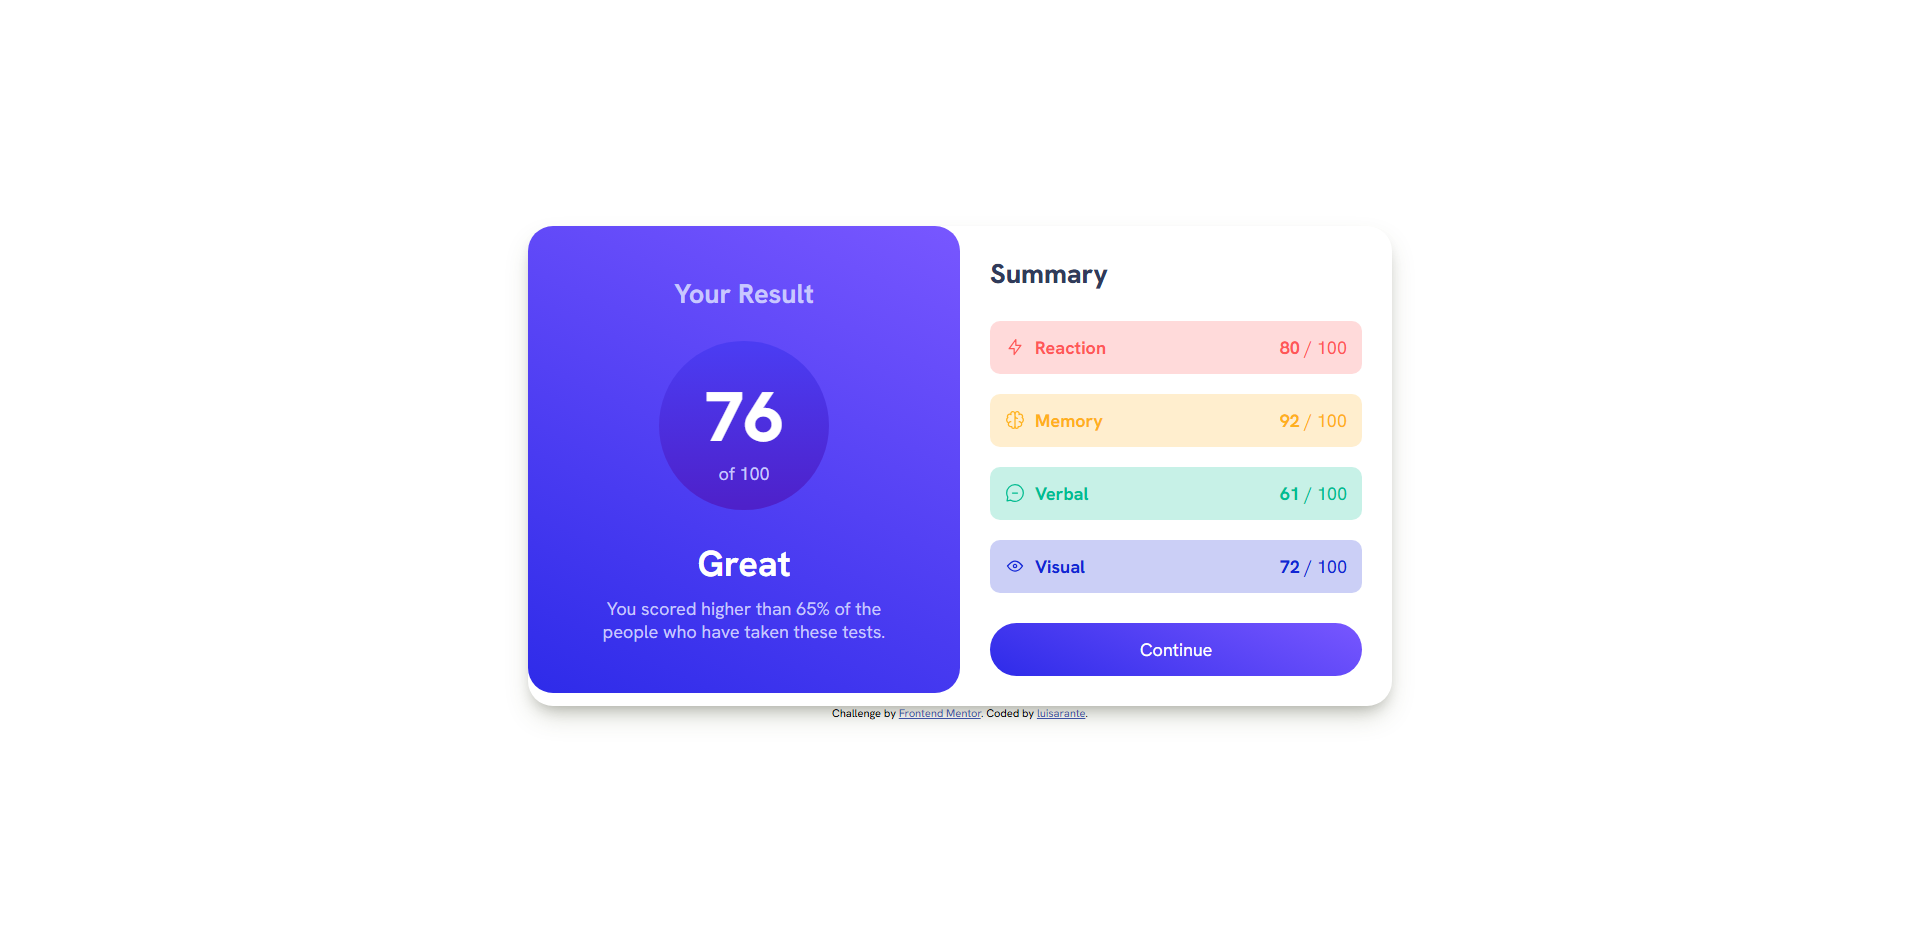 Your Result
76
of 100
Great
You scored higher than 65% of the
people who have taken these tests.
Summary
Reaction 80 / 100
Memory 92 / 100
Verbal 61 / 100
Visual 72 / 100
Continue
Challenge by Frontend Mentor. Coded by luisarante.